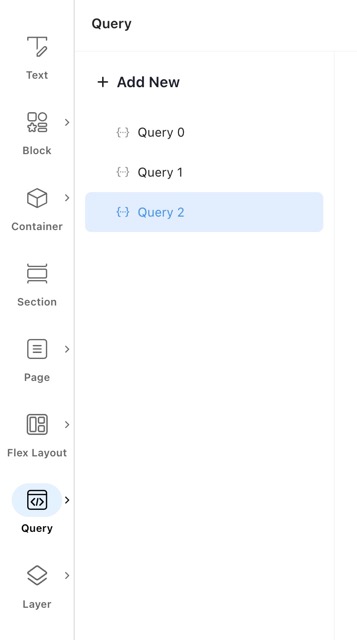 Query
Text
Block
Container
Section
Page
Flex Layout
Query
Layer
+ Add New
Query 0
Query 1
Query 2